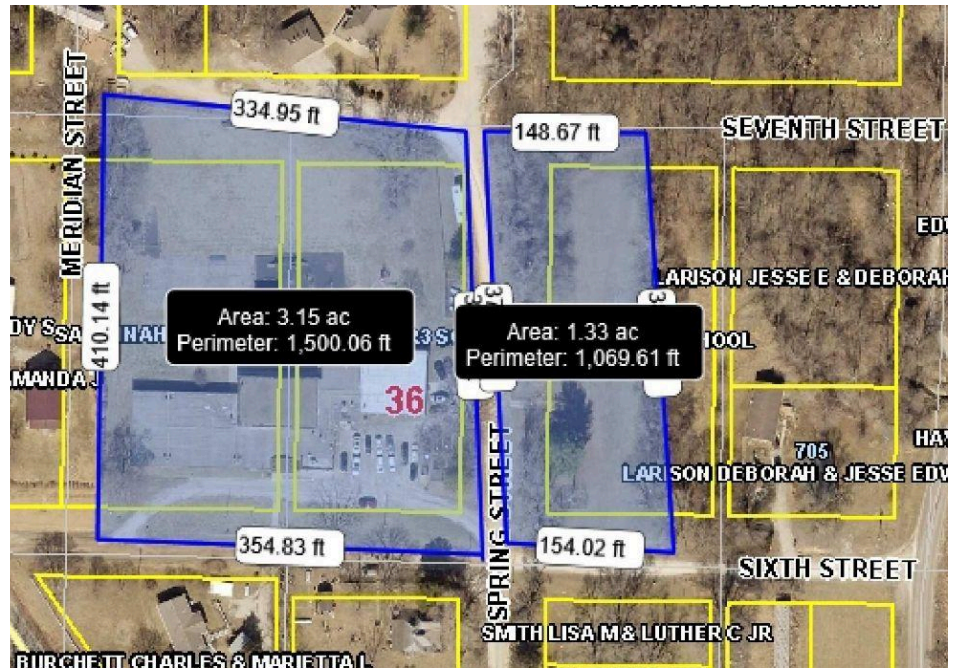 MERIDIAN STREET
334.95 ft
148.67 ft
SEVENTH STREET
410.14 ft
LARISON JESSE E & DEBORAH
Area: 3.15 ac
Perimeter: 1,500.06 ft
Area: 1.33 ac
Perimeter: 1,069.61 ft
36
705
LARISON DEBORAH & JESSE EDW
SPRING STREET
354.83 ft
154.02 ft
SIXTH STREET
SMITH LISA M & LUTHER C JR
BURCHETT CHARLES & MARIETTA L